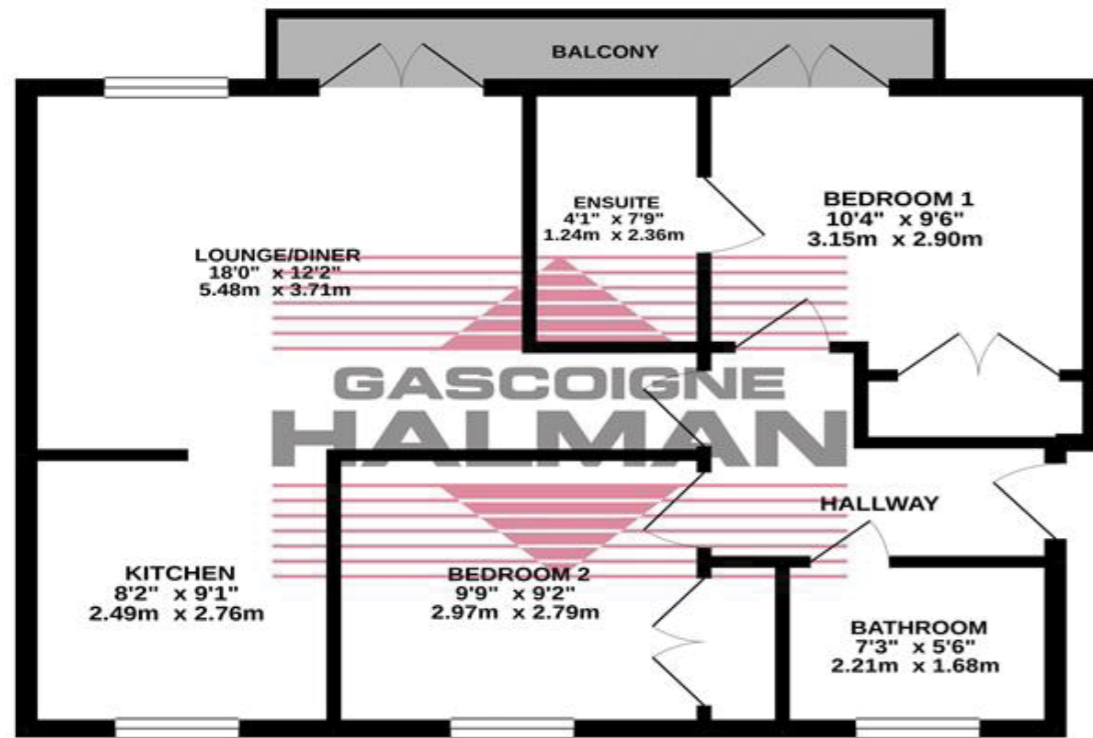 BALCONY
ENSUITE
4'1" x 7'9"
1.24m x 2.36m
BEDROOM 1
10'4" x 9'6"
3.15m x 2.90m
LOUNGE/DINER
18'0" x 12'2"
5.48m x 3.71m
GASCOIGNE
HALMAN
HALLWAY
KITCHEN
8'2" x 9'1"
2.49m x 2.76m
BEDROOM 2
9'9" x 9'2"
2.97m x 2.79m
BATHROOM
7'3" x 5'6"
2.21m x 1.68m